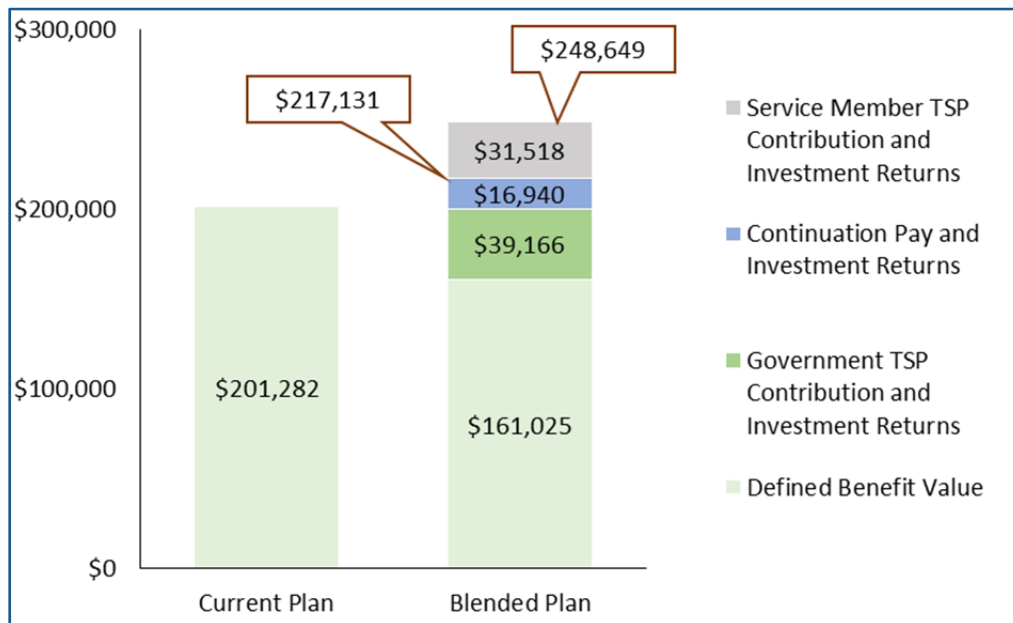 $300,000
$248,649
$217,131
$31,518
$16,940
$200,000
$39,166
$100,000
$201,282
$161,025
$0
Current Plan
Blended Plan
Service Member TSP
Contribution and
Investment Returns
Continuation Pay and
Investment Returns
Government TSP
Contribution and
Investment Returns
Defined Benefit Value